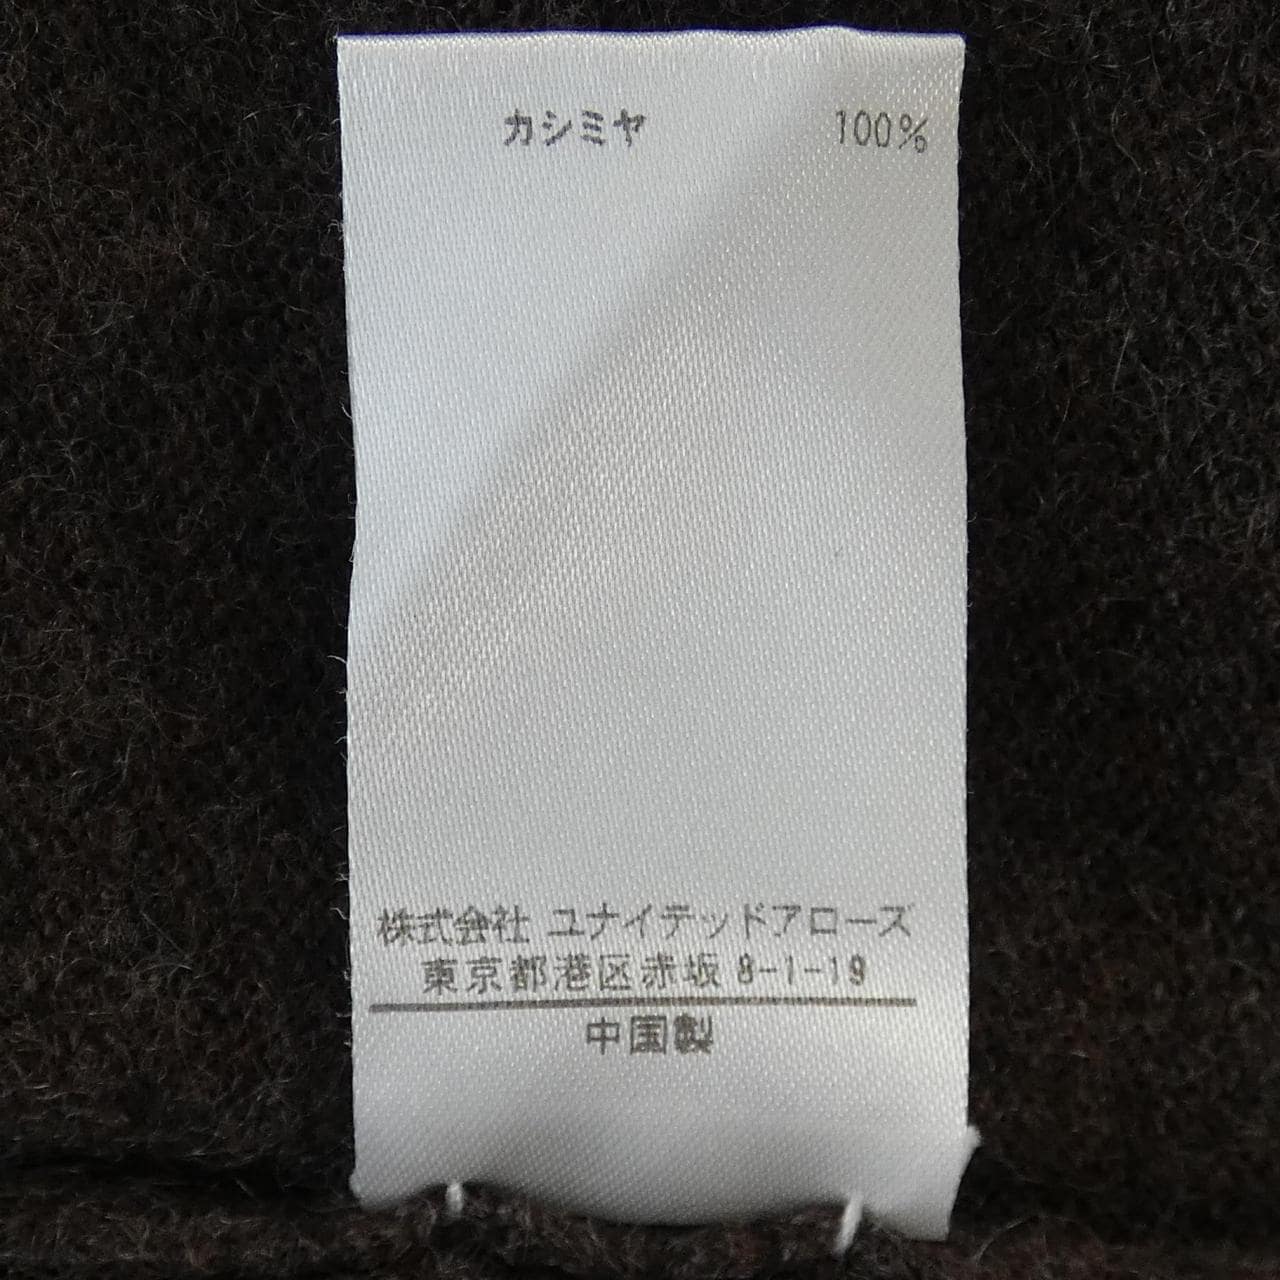 カシミヤ 100%
株式会社 ユナイテッドアローズ
東京都港区赤坂 8-1-19
中国製